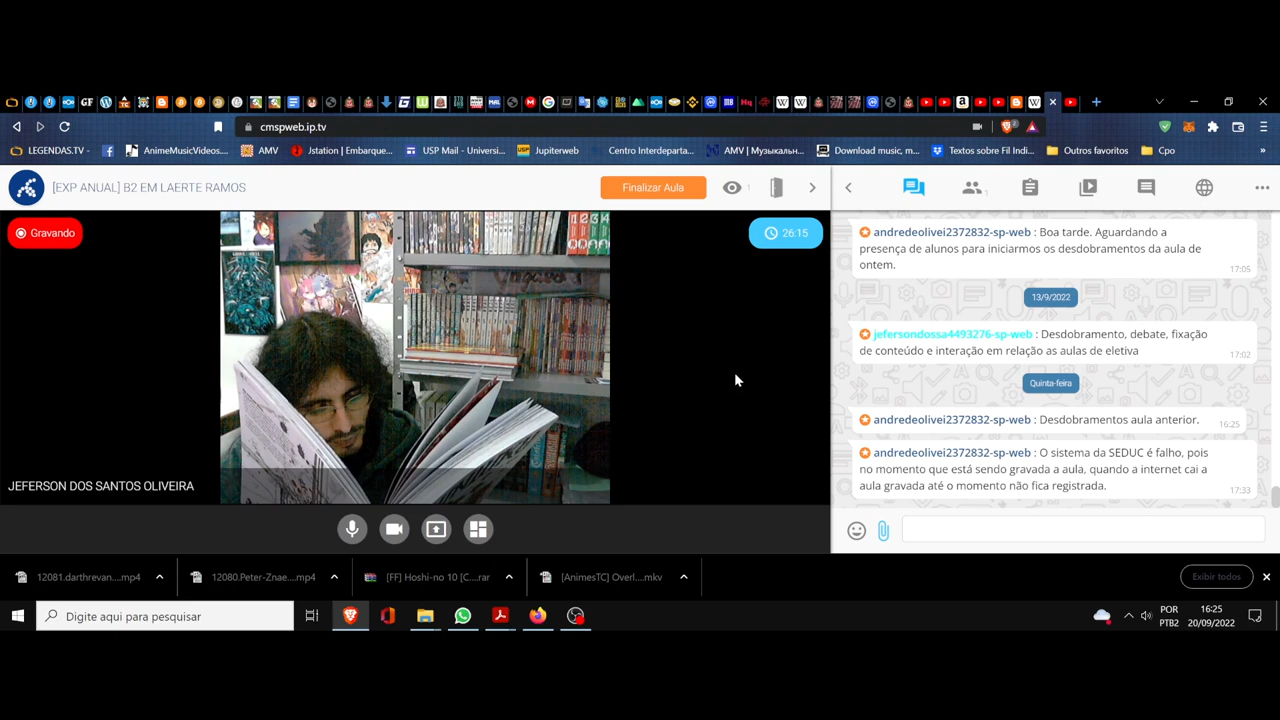 cmspweb.ip.tv
LEGENDAS.TV -
AnimeMusicVideos...
AMV
Jstation | Embarque...
USP Mail - Universi...
Jupiterweb
Centro Interdeparta...
AMV | Музыкальн...
Download music, m...
Textos sobre Fil Indi...
Outros favoritos
Cpo
[EXP ANUAL] B2 EM LAERTE RAMOS
Finalizar Aula
1
1
Gravando
26:15
JEFERSON DOS SANTOS OLIVEIRA
andredeolivei2372832-sp-web : Boa tarde. Aguardando a
presença de alunos para iniciarmos os desdobramentos da aula de
ontem.
17:05
13/9/2022
jefersondossa4493276-sp-web : Desdobramento, debate, fixação
de conteúdo e interação em relação as aulas de eletiva
17:02
Quinta-feira
andredeolivei2372832-sp-web : Desdobramentos aula anterior.
16:25
andredeolivei2372832-sp-web : O sistema da SEDUC é falho, pois
no momento que está sendo gravada a aula, quando a internet cai a
aula gravada até o momento não fica registrada.
17:33
12081.darthrevan....mp4
12080.Peter-Znae....mp4
[FF] Hoshi-no 10 [C....rar
[AnimesTC] Overl....mkv
Exibir todos
Digite aqui para pesquisar
POR
PTB2
16:25
20/09/2022